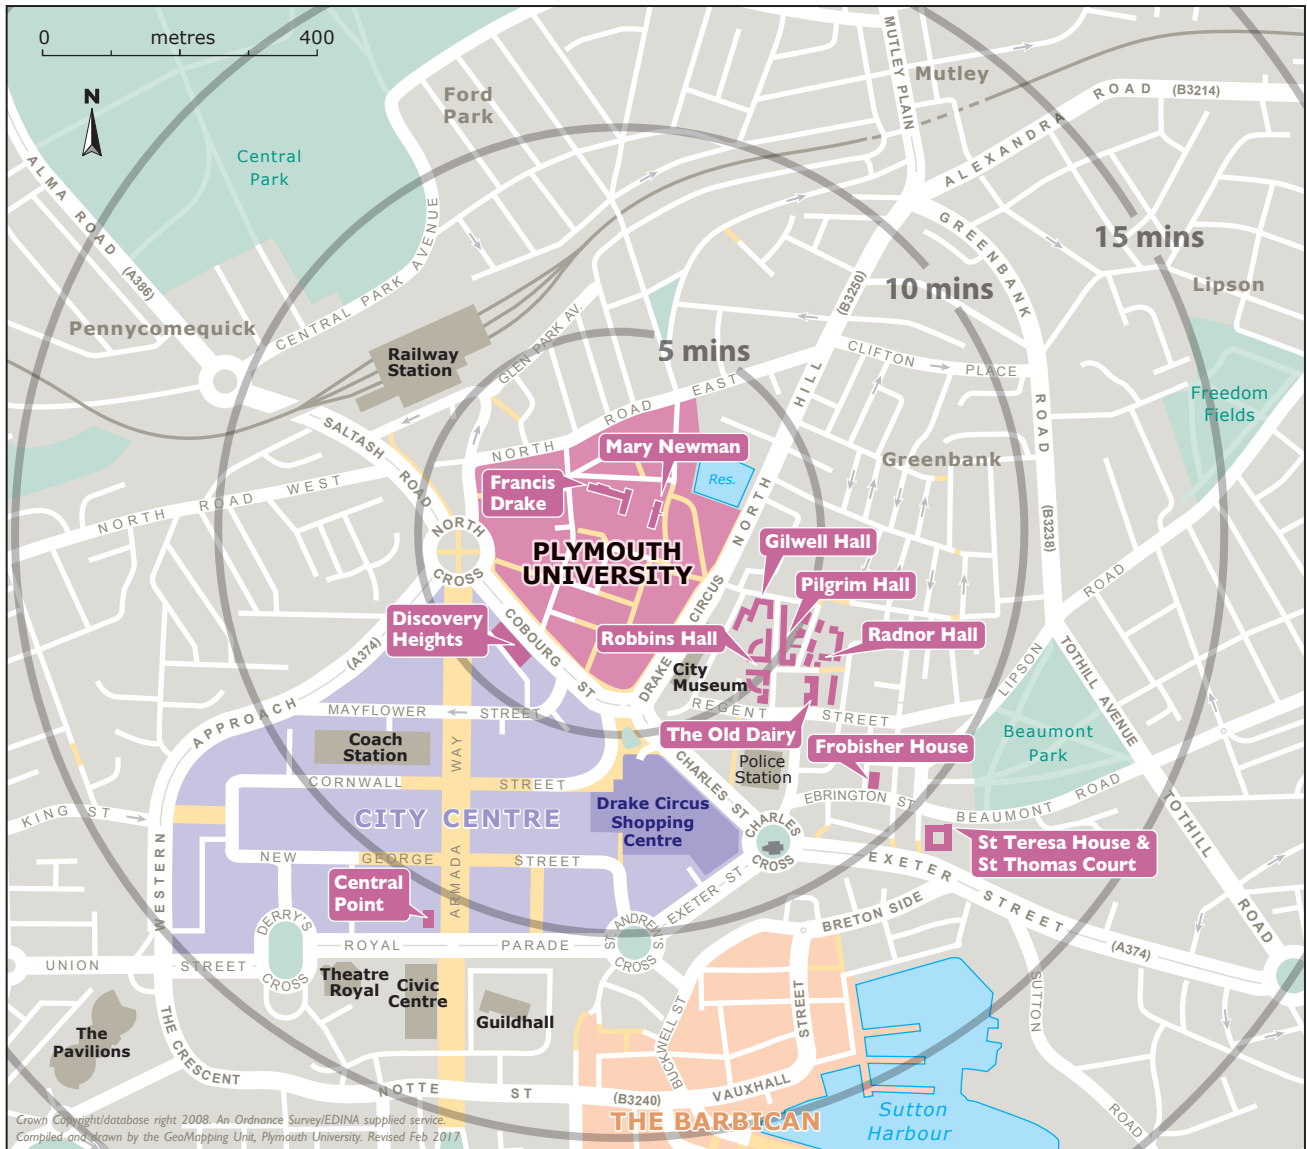 0 metres 400
N
Ford
Park
Mutley
MUTLEY PLAIN
ALEXANDRA ROAD (B3214)
Central
Park
ALMA ROAD (A386)
CENTRAL PARK AVENUE
GREENBANK ROAD (B3238)
15 mins
10 mins
5 mins
Lipson
Pennycomequick
Railway
Station
GLEN PARK AV.
(B3250)
CLIFTON PLACE
Freedom
Fields
Greenbank
SALTASH ROAD
NORTH ROAD WEST
NORTH ROAD EAST
NORTH HILL
Mary Newman
Francis
Drake
Res.
NORTH
CROSS
PLYMOUTH
UNIVERSITY
Gilwell Hall
Pilgrim Hall
Robbins Hall
Radnor Hall
Discovery
Heights
COBOURG ST
DRAKE CIRCUS
City
Museum
REGENT STREET
The Old Dairy
LIPSON ROAD
TOTHILL AVENUE
Beaumont
Park
(A374)
WESTERN APPROACH
MAYFLOWER STREET
Coach
Station
CORNWALL STREET
ARMADA WAY
CITY CENTRE
Drake Circus
Shopping
Centre
CHARLES ST
Police
Station
Frobisher House
EBRINGTON ST
BEAUMONT ROAD
CHARLES
CROSS
St Teresa House &
St Thomas Court
TOTHILL ROAD
KING ST
NEW GEORGE STREET
Central
Point
EXETER ST
EXETER STREET
(A374)
BRETON SIDE
DERRY'S
CROSS
ROYAL PARADE
ST ANDREW'S
CROSS
UNION STREET
Theatre
Royal
Civic
Centre
Guildhall
The
Pavilions
THE CRESCENT
NOTTE ST
(B3240)
BUCKWELL ST
VAUXHALL STREET
SUTTON ROAD
THE BARBICAN
Sutton
Harbour
Crown Copyright/database right 2008. An Ordnance Survey/EDINA supplied service.
Compiled and drawn by the GeoMapping Unit, Plymouth University. Revised Feb 2017